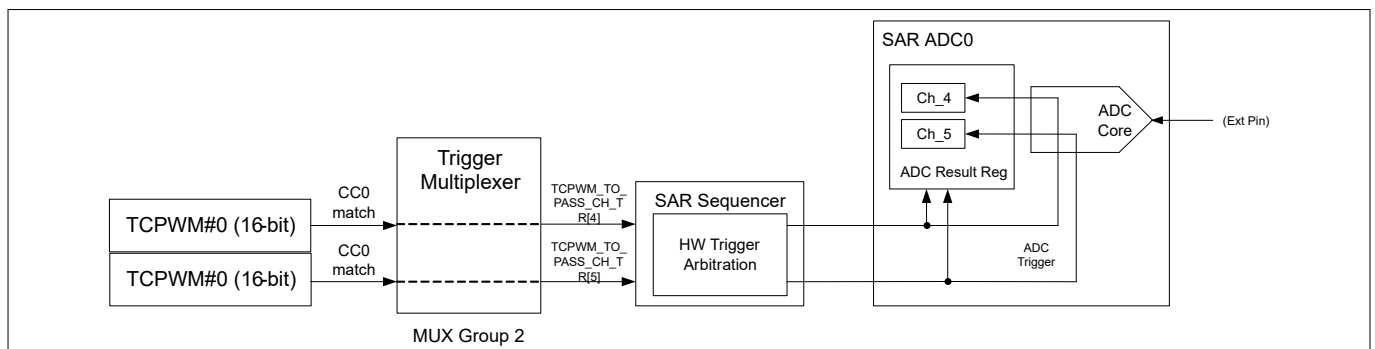 SAR ADC0
Ch_4
Ch_5
ADC
Core
(Ext Pin)
ADC Result Reg
Trigger
Multiplexer
CC0
match
TCPWM_TO_
PASS_CH_T
R[4]
SAR Sequencer
TCPWM#0 (16-bit)
HW Trigger
Arbitration
CC0
match
TCPWM_TO_
PASS_CH_T
R[5]
ADC
Trigger
TCPWM#0 (16-bit)
MUX Group 2